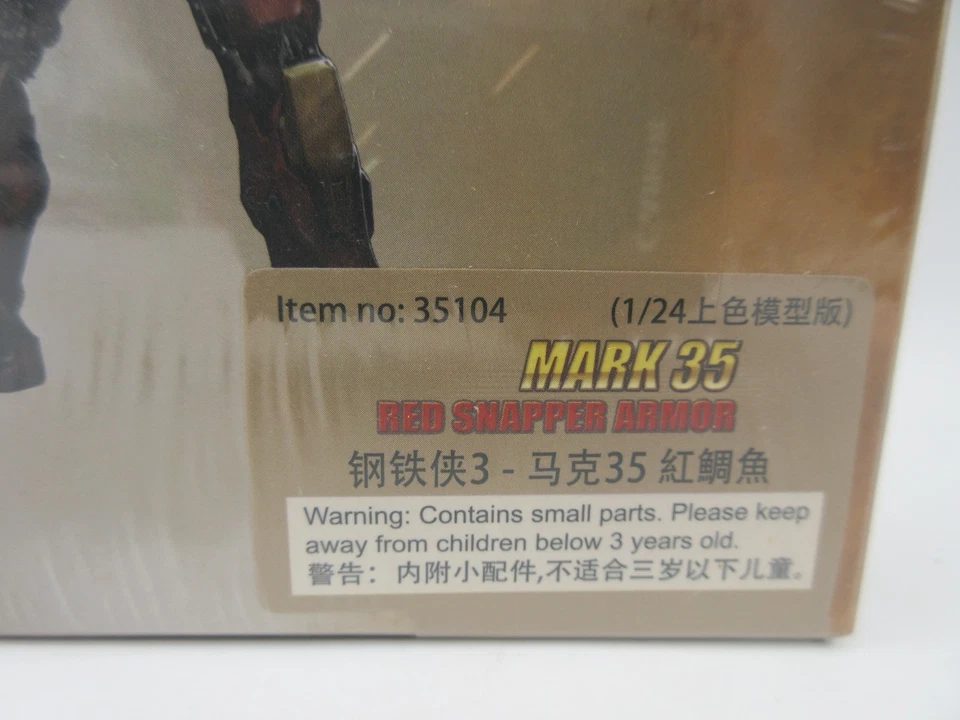 Item no: 35104 (1/24上色模型版)
MARK 35
RED SNAPPER ARMOR
钢铁侠3 - 马克35 紅鯛魚
Warning: Contains small parts. Please keep
away from children below 3 years old.
警告：内附小配件,不适合三岁以下儿童。